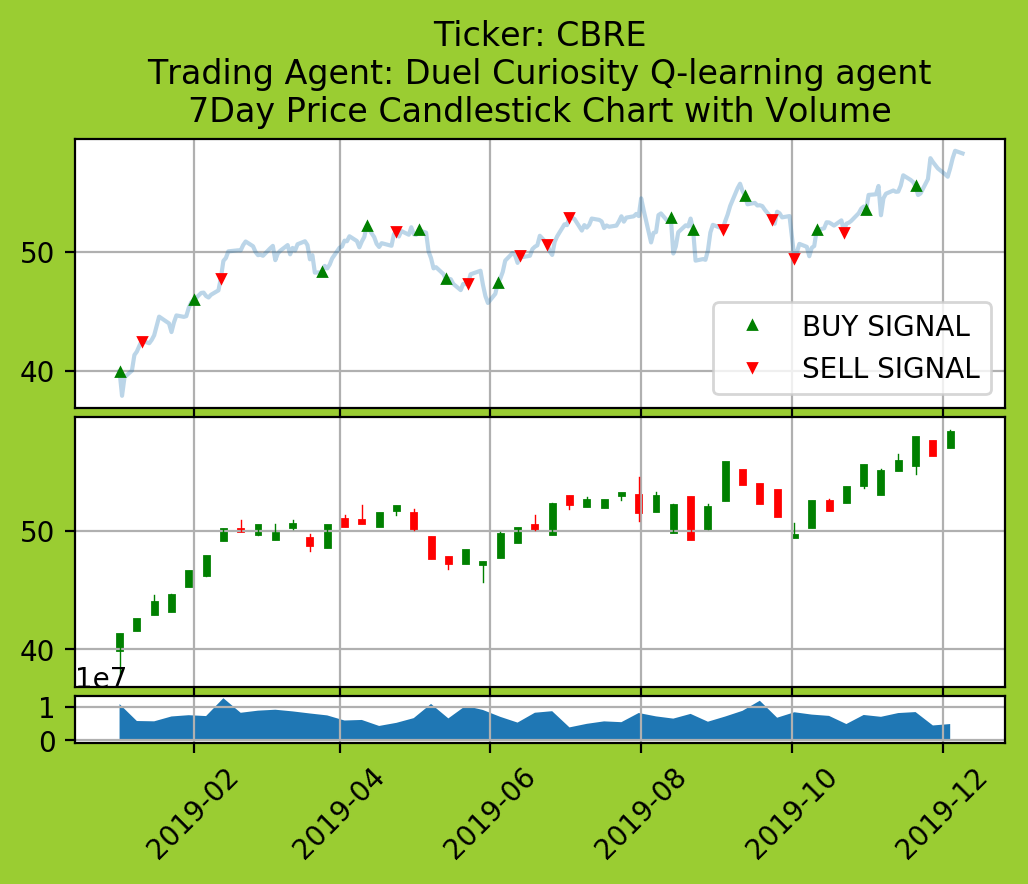 Ticker: CBRE
Trading Agent: Duel Curiosity Q-learning agent
7Day Price Candlestick Chart with Volume
50
40
BUY SIGNAL
SELL SIGNAL
50
40
1e7
1
0
2019-02
2019-04
2019-06
2019-08
2019-10
2019-12